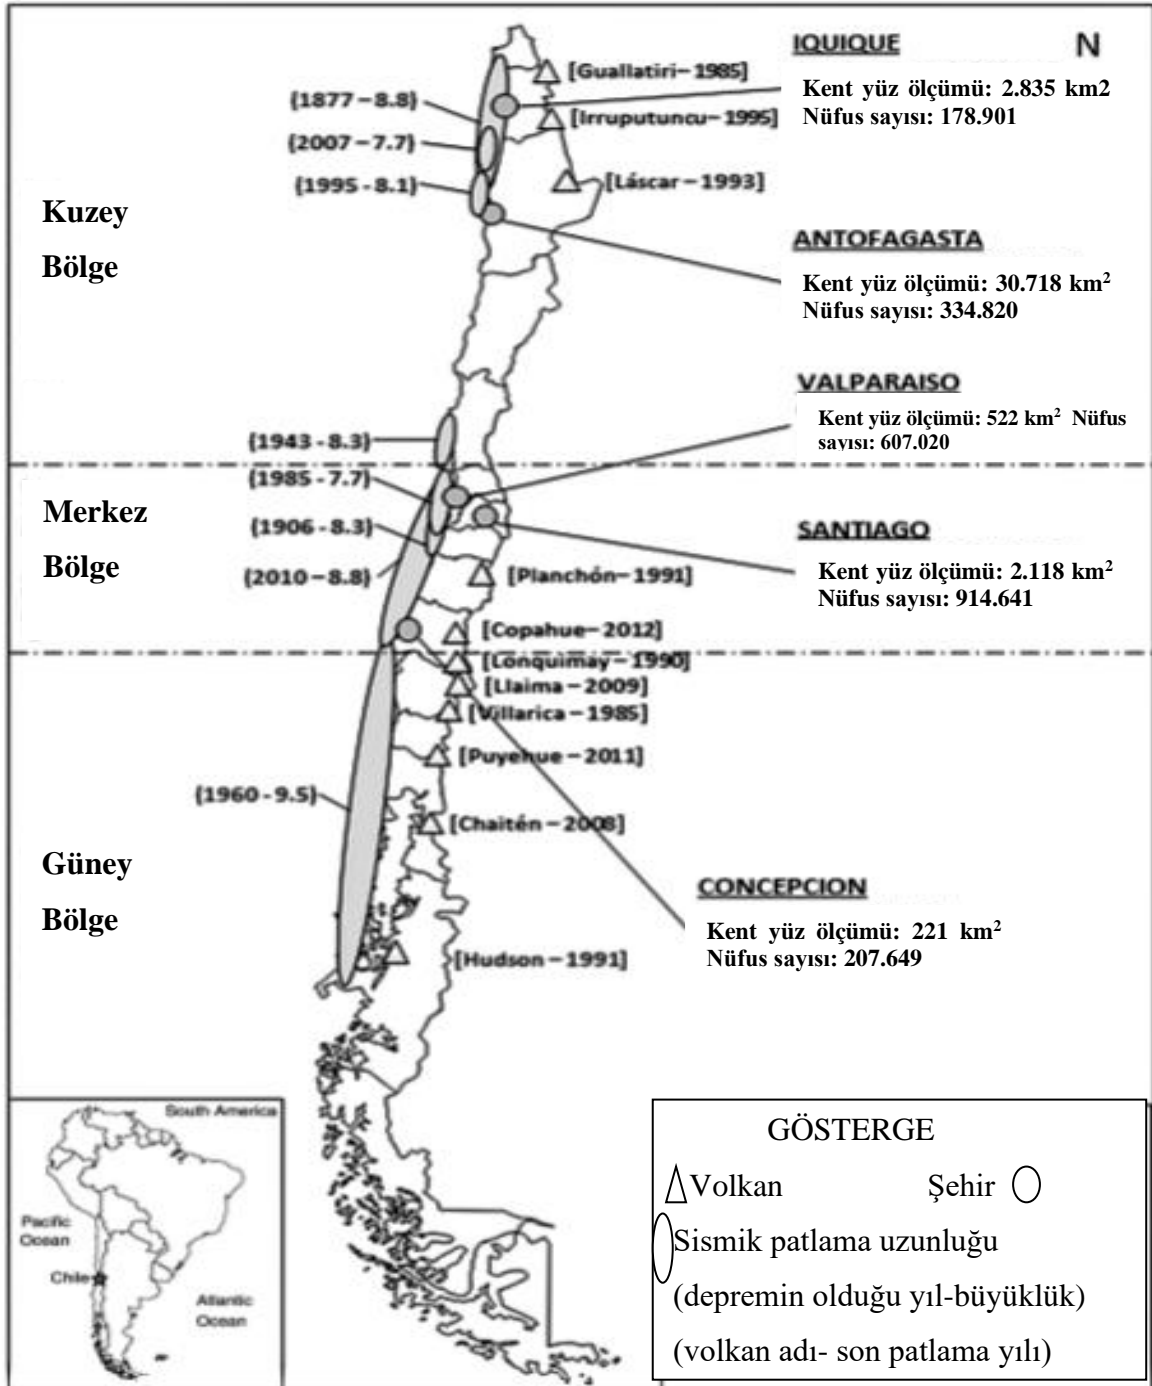 IQUIQUE
N
Kent yüz ölçümü: 2.835 km2
Nüfus sayısı: 178.901
[Guallatiri–1985]
(1877–8.8)
[Irruputuncu–1995]
(2007–7.7)
(1995-8.1)
[Láscar–1993]
Kuzey
Bölge
ANTOFAGASTA
Kent yüz ölçümü: 30.718 km²
Nüfus sayısı: 334.820
VALPARAISO
Kent yüz ölçümü: 522 km² Nüfus
sayısı: 607.020
(1943-8.3)
(1985-7.7)
Merkez
Bölge
(1906-8.3)
(2010–8.8)
SANTIAGO
Kent yüz ölçümü: 2.118 km²
Nüfus sayısı: 914.641
[Planchón–1991]
[Copahue–2012]
[Lonquimay–1990]
[Llaima–2009]
[Villarica–1985]
[Puyehue–2011]
(1960-9.5)
[Chaitén–2008]
Güney
Bölge
CONCEPCION
Kent yüz ölçümü: 221 km²
Nüfus sayısı: 207.649
[Hudson–1991]
South America
Pacific
Ocean
Chile
Atlantic
Ocean
GÖSTERGE
Volkan Şehir
Sismik patlama uzunluğu
(depremin olduğu yıl-büyüklük)
(volkan adı- son patlama yılı)